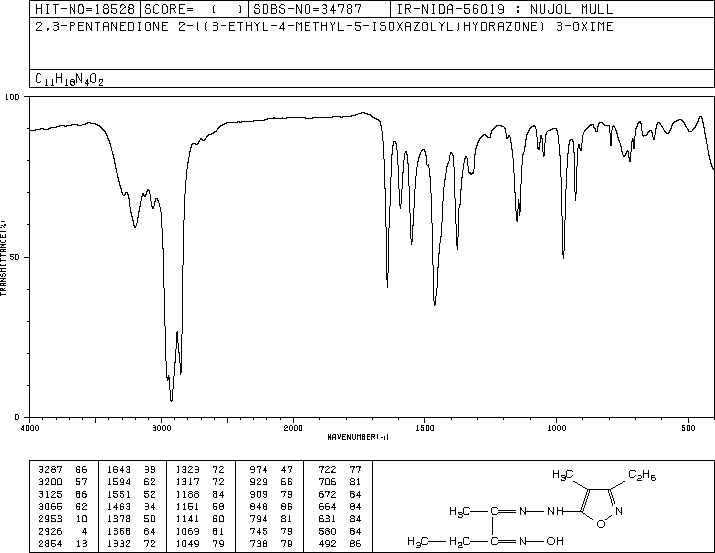 HIT-NO=18528 SCORE= ( ) SDBS-NO=34787 IR-NIDA-56019 : NUJOL MULL
2,3-PENTANEDIONE 2-((3-ETHYL-4-METHYL-5-ISOXAZOLYL)HYDRAZONE) 3-OXIME
C11H18N4O2
100
50
0
TRANSMITTANCE(%)
4000 3000 2000 1500 1000 500
WAVENUMBER(-1)
3287 66 1643 39 1323 72 974 47 722 77
3200 57 1594 62 1317 72 929 66 706 81
3125 66 1551 52 1188 84 909 79 672 84
3065 62 1463 34 1151 58 848 86 664 84
2953 10 1378 50 1141 60 794 81 631 84
2926 4 1368 64 1069 81 745 79 580 84
2854 13 1332 72 1049 79 738 79 492 86
H3C C2H5
H3C N NH O N
H3C H2C N OH